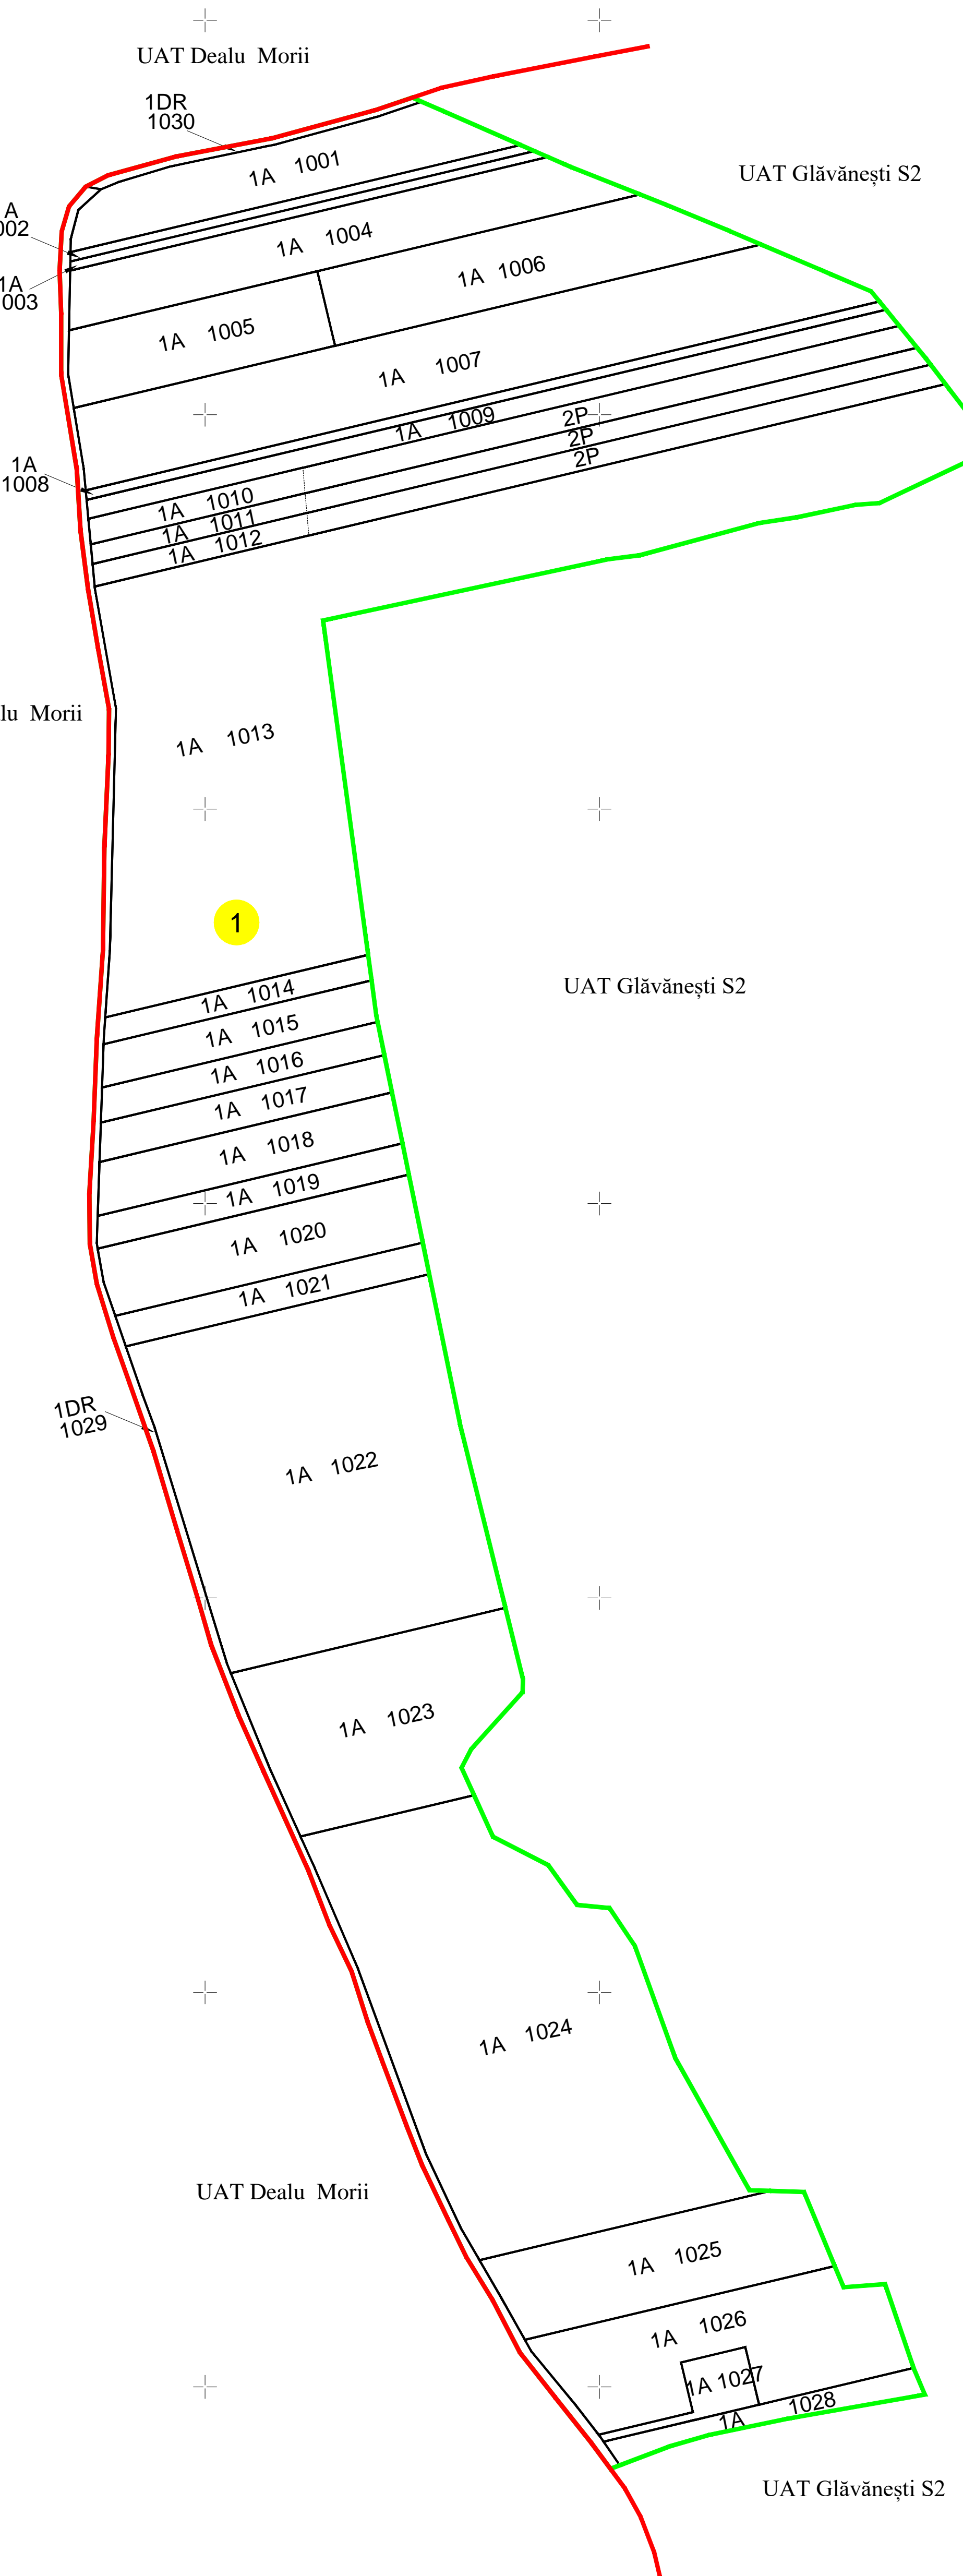 UAT Dealu Morii
1DR
1030
1A 1001
UAT Glăvănești S2
A
002
1A 1004
1A 1006
1A
003
1A 1005
1A 1007
1A 1009
2P
2P
2P
1A
1008
1A 1010
1A 1011
1A 1012
lu Morii
1A 1013
1
UAT Glăvănești S2
1A 1014
1A 1015
1A 1016
1A 1017
1A 1018
1A 1019
1A 1020
1A 1021
1DR
1029
1A 1022
1A 1023
1A 1024
UAT Dealu Morii
1A 1025
1A 1026
1A 1027
1A 1028
UAT Glăvănești S2